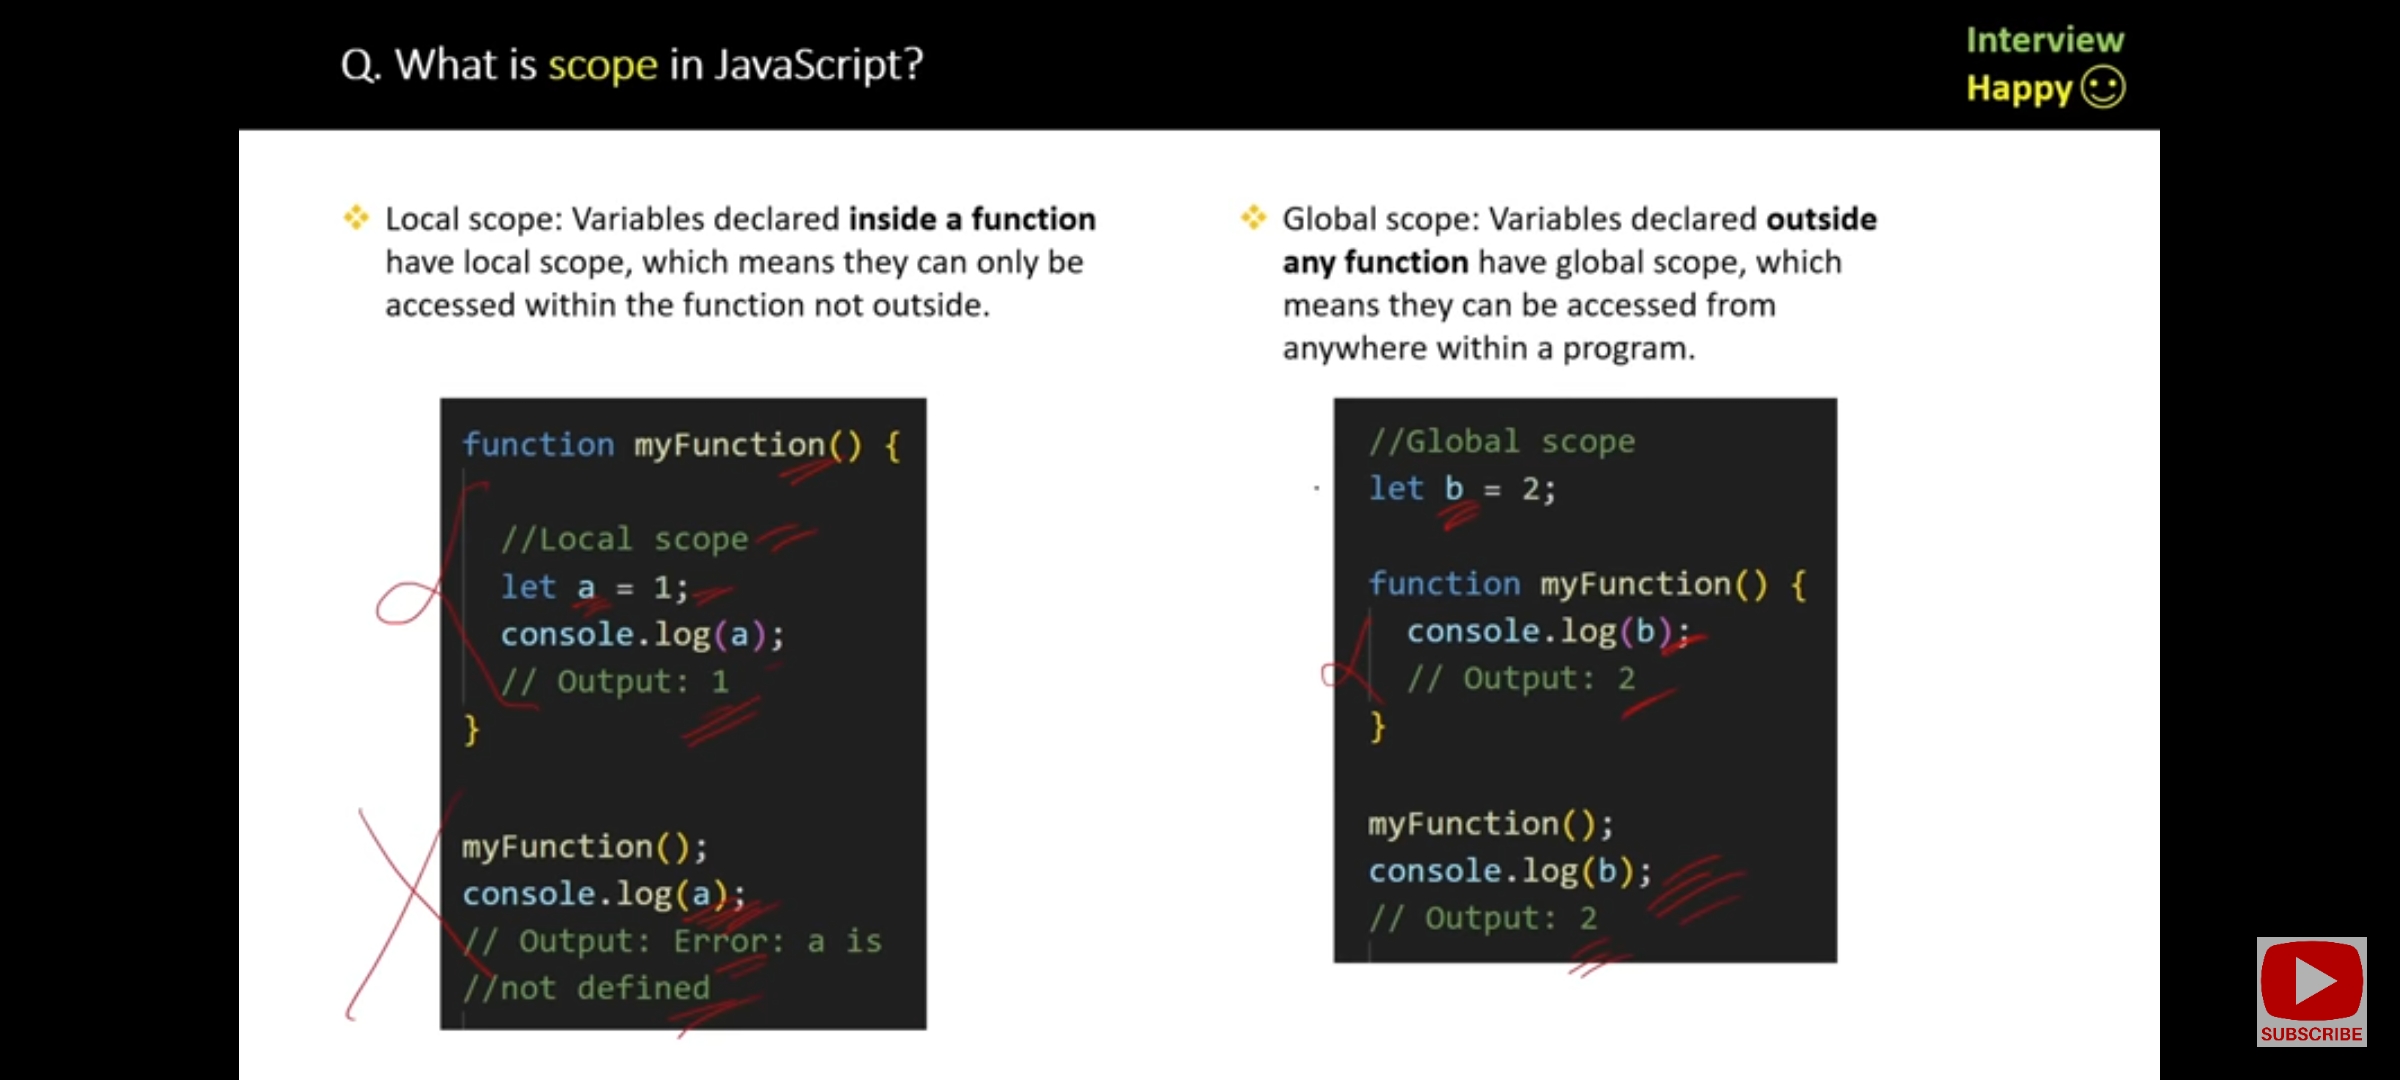 Q. What is scope in JavaScript?
Interview
Happy
Local scope: Variables declared inside a function
have local scope, which means they can only be
accessed within the function not outside.
function myFunction() {
//Local scope
let a = 1;
console.log(a);
// Output: 1
}
myFunction();
console.log(a);
// Output: Error: a is
//not defined
Global scope: Variables declared outside
any function have global scope, which
means they can be accessed from
anywhere within a program.
//Global scope
let b = 2;
function myFunction() {
console.log(b);
// Output: 2
}
myFunction();
console.log(b);
// Output: 2
SUBSCRIBE